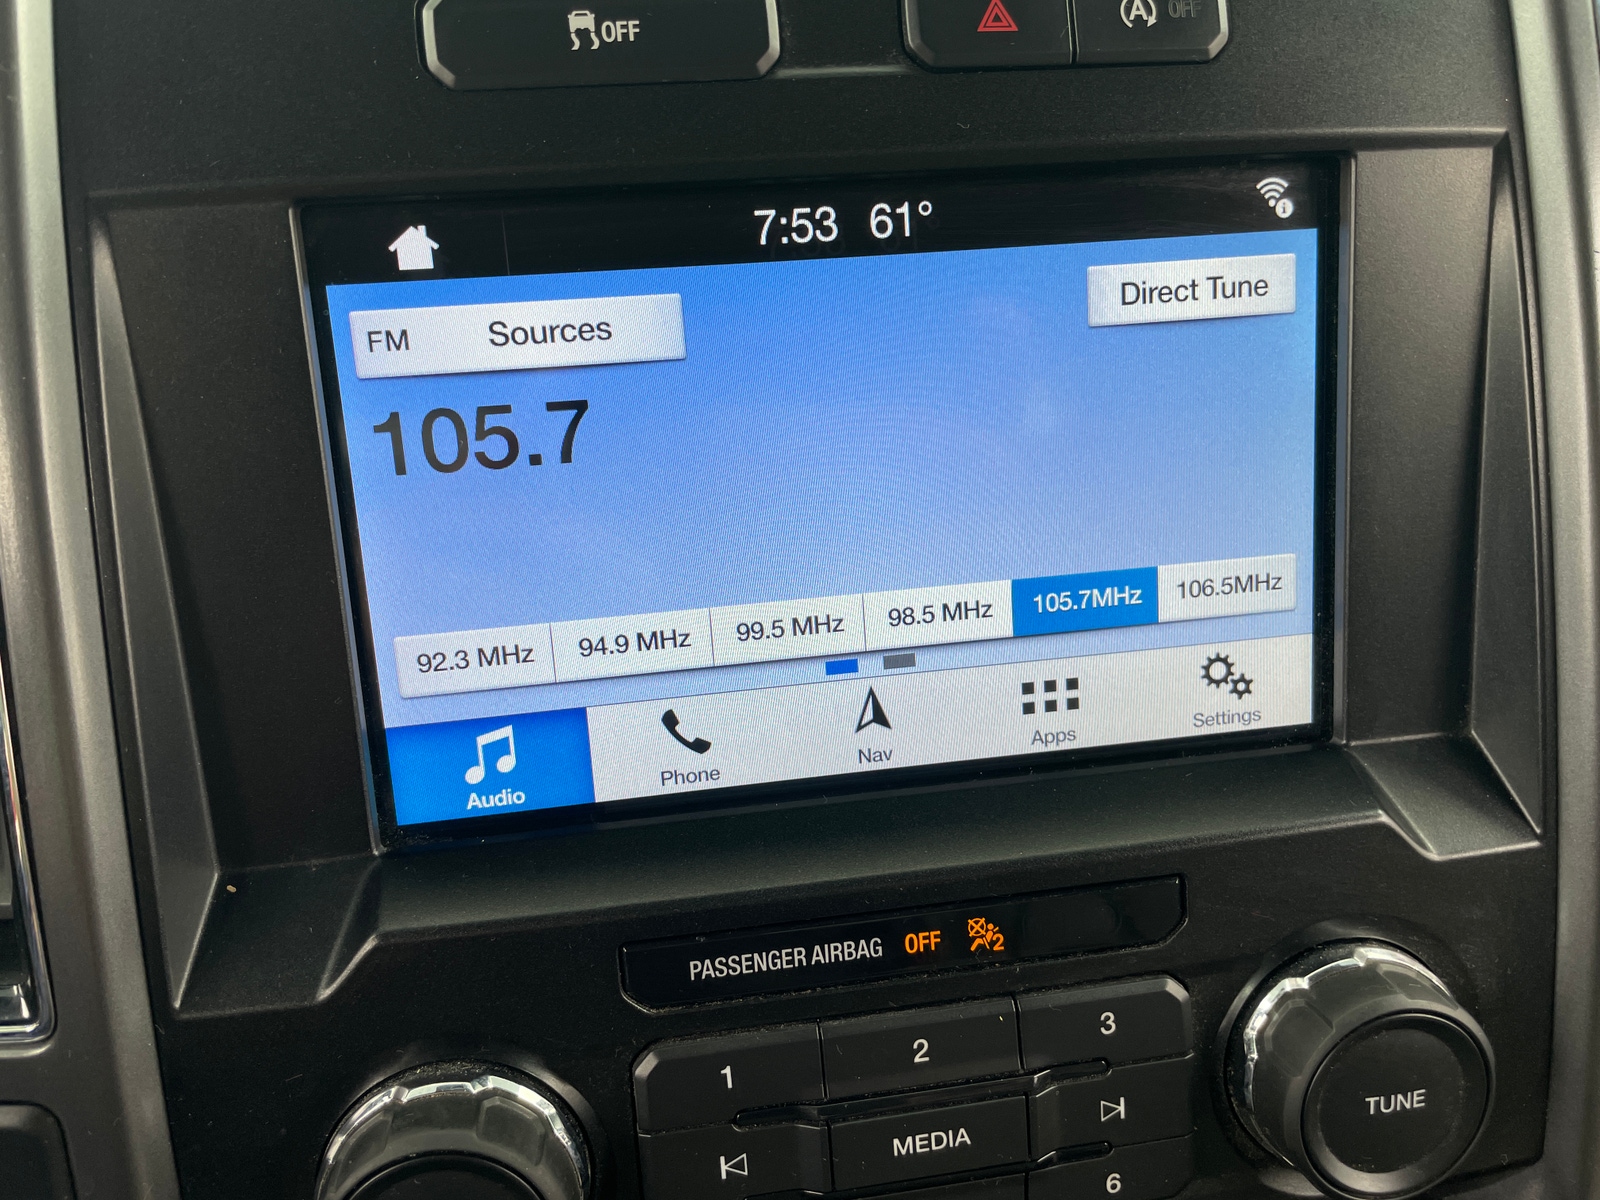 OFF
A OFF
7:53 61°
Direct Tune
FM Sources
105.7
92.3 MHz 94.9 MHz 99.5 MHz 98.5 MHz 105.7MHz 106.5MHz
Audio Phone Nav Apps Settings
PASSENGER AIRBAG OFF 2
1 2 3
MEDIA
6
TUNE